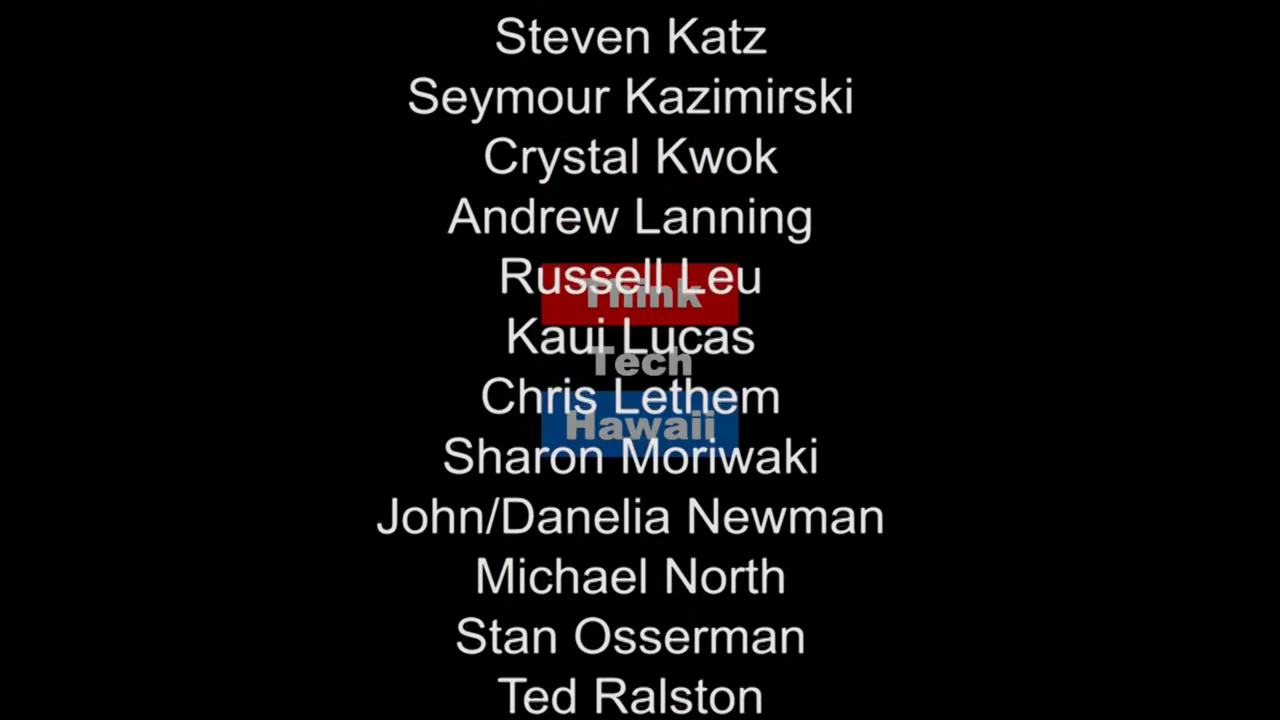 Steven Katz
Seymour Kazimirski
Crystal Kwok
Andrew Lanning
Russell Leu
Think
Kaui Lucas
Tech
Chris Lethem
Hawaii
Sharon Moriwaki
John/Danelia Newman
Michael North
Stan Osserman
Ted Ralston